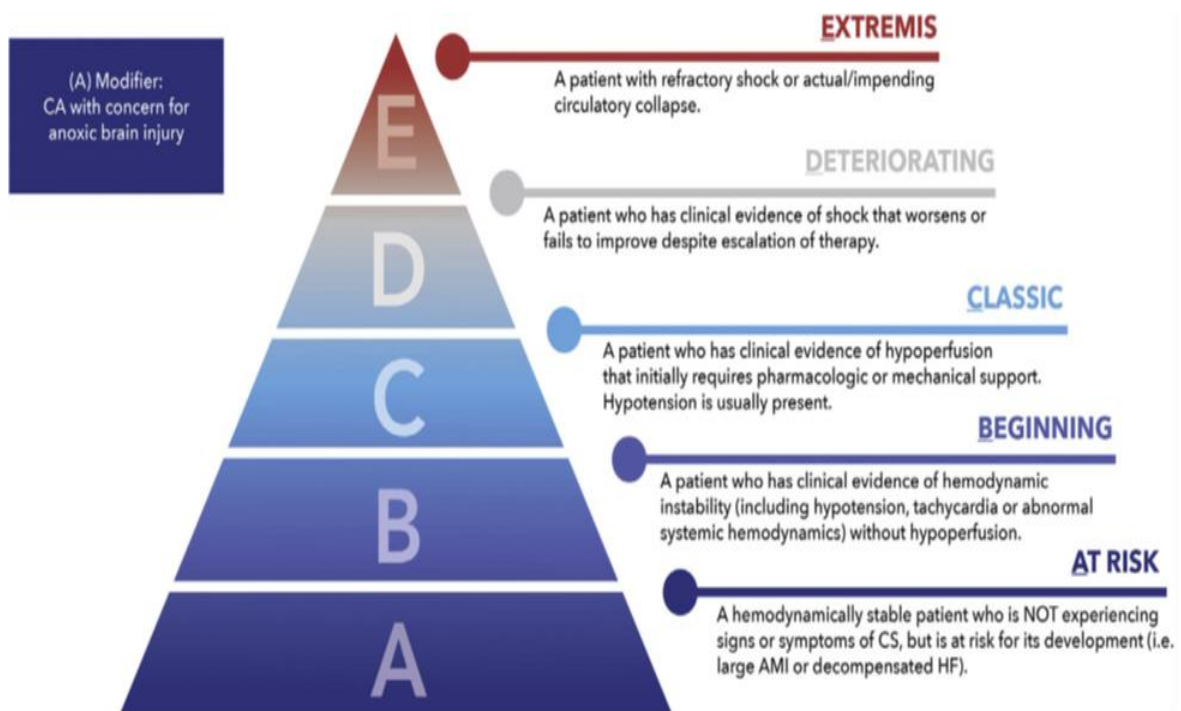 (A) Modifier:
CA with concern for
anoxic brain injury
E
EXTREMIS
A patient with refractory shock or actual/impending
circulatory collapse.
D
DETERIORATING
A patient who has clinical evidence of shock that worsens or
fails to improve despite escalation of therapy.
C
CLASSIC
A patient who has clinical evidence of hypoperfusion
that initially requires pharmacologic or mechanical support.
Hypotension is usually present.
B
BEGINNING
A patient who has clinical evidence of hemodynamic
instability (including hypotension, tachycardia or abnormal
systemic hemodynamics) without hypoperfusion.
A
AT RISK
A hemodynamically stable patient who is NOT experiencing
signs or symptoms of CS, but is at risk for its development (i.e.
large AMI or decompensated HF).